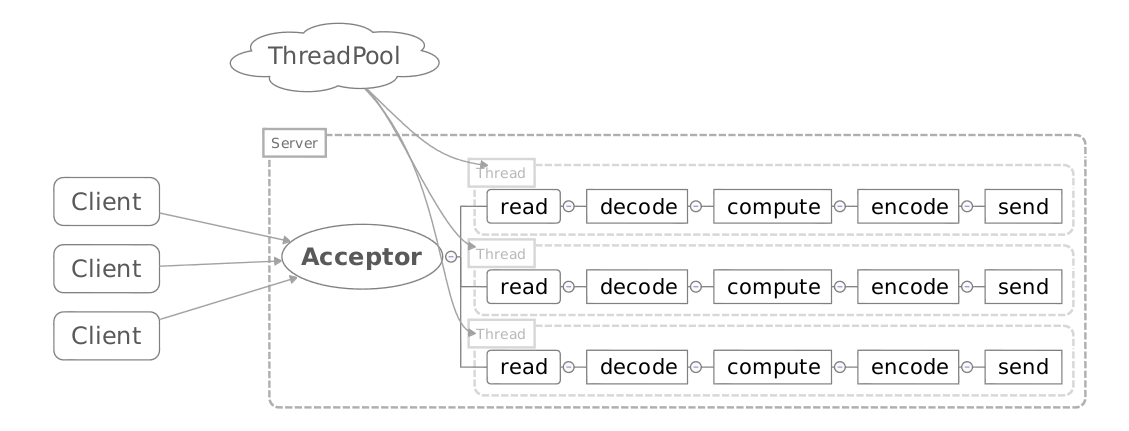 ThreadPool
Server
Client
Client
Client
Acceptor
Thread
read decode compute encode send
Thread
read decode compute encode send
Thread
read decode compute encode send